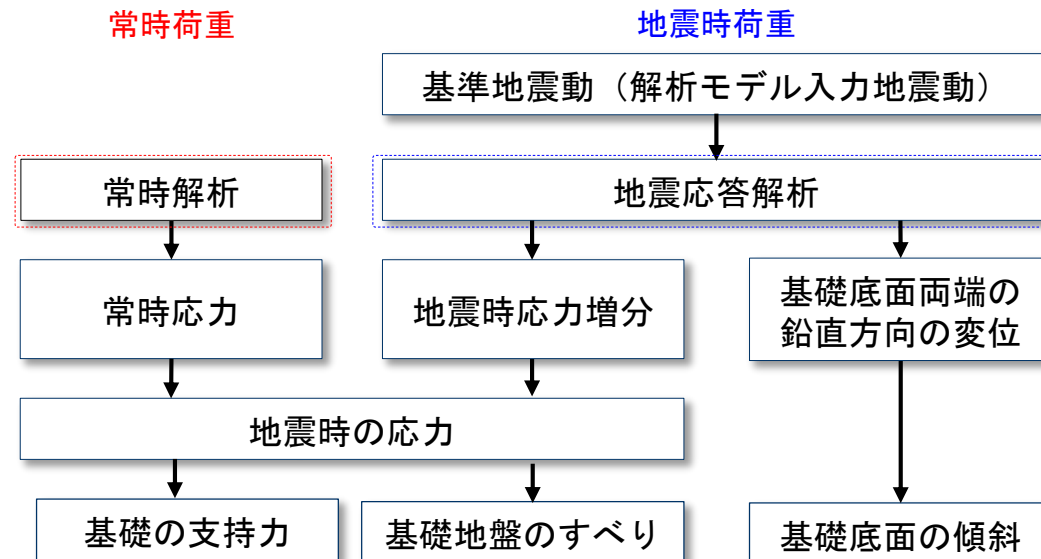 常時荷重
地震時荷重
基準地震動（解析モデル入力地震動）
常時解析
地震応答解析
常時応力
地震時応力増分
基礎底面両端の
鉛直方向の変位
地震時の応力
基礎の支持力
基礎地盤のすべり
基礎底面の傾斜